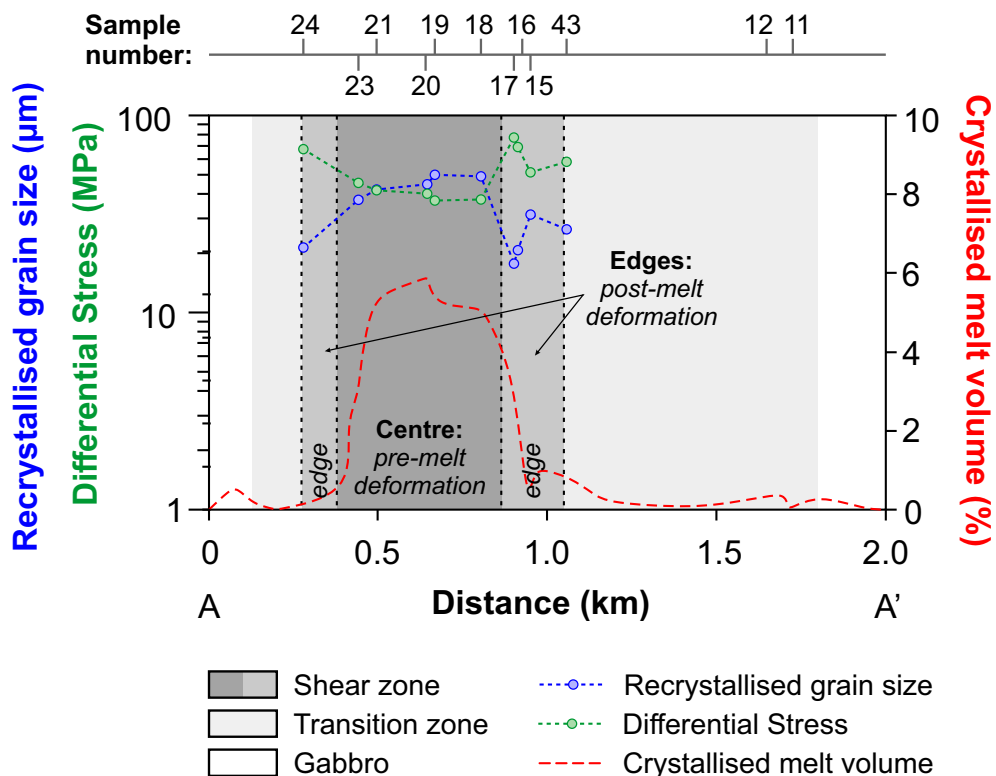 Sample
number:
24 21 19 18 16 43 12 11
23 20 17 15
Recrystallised grain size (µm)
Differential Stress (MPa)
Crystallised melt volume (%)
100
10
1
10
8
6
4
2
0
Edges:
post-melt
deformation
Centre:
pre-melt
deformation
edge
edge
0 0.5 1.0 1.5 2.0
A Distance (km) A'
Shear zone
Transition zone
Gabbro
Recrystallised grain size
Differential Stress
Crystallised melt volume